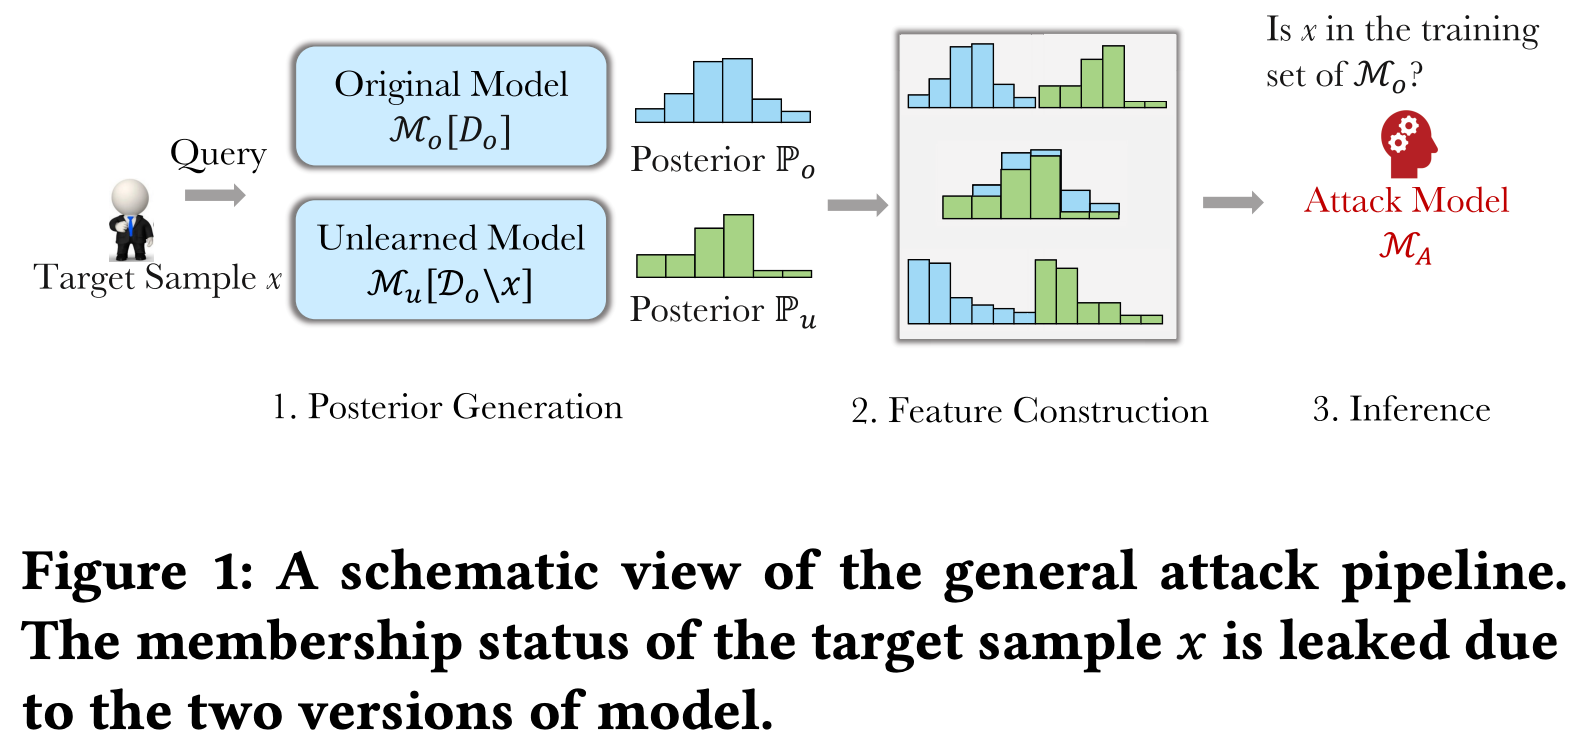 Query
Target Sample x
Original Model
ℳo[Do]
Unlearned Model
ℳu[𝒟o\x]
Posterior ℙo
Posterior ℙu
Is x in the training
set of ℳo?
Attack Model
ℳA
1. Posterior Generation
2. Feature Construction
3. Inference
Figure 1: A schematic view of the general attack pipeline.
The membership status of the target sample x is leaked due
to the two versions of model.